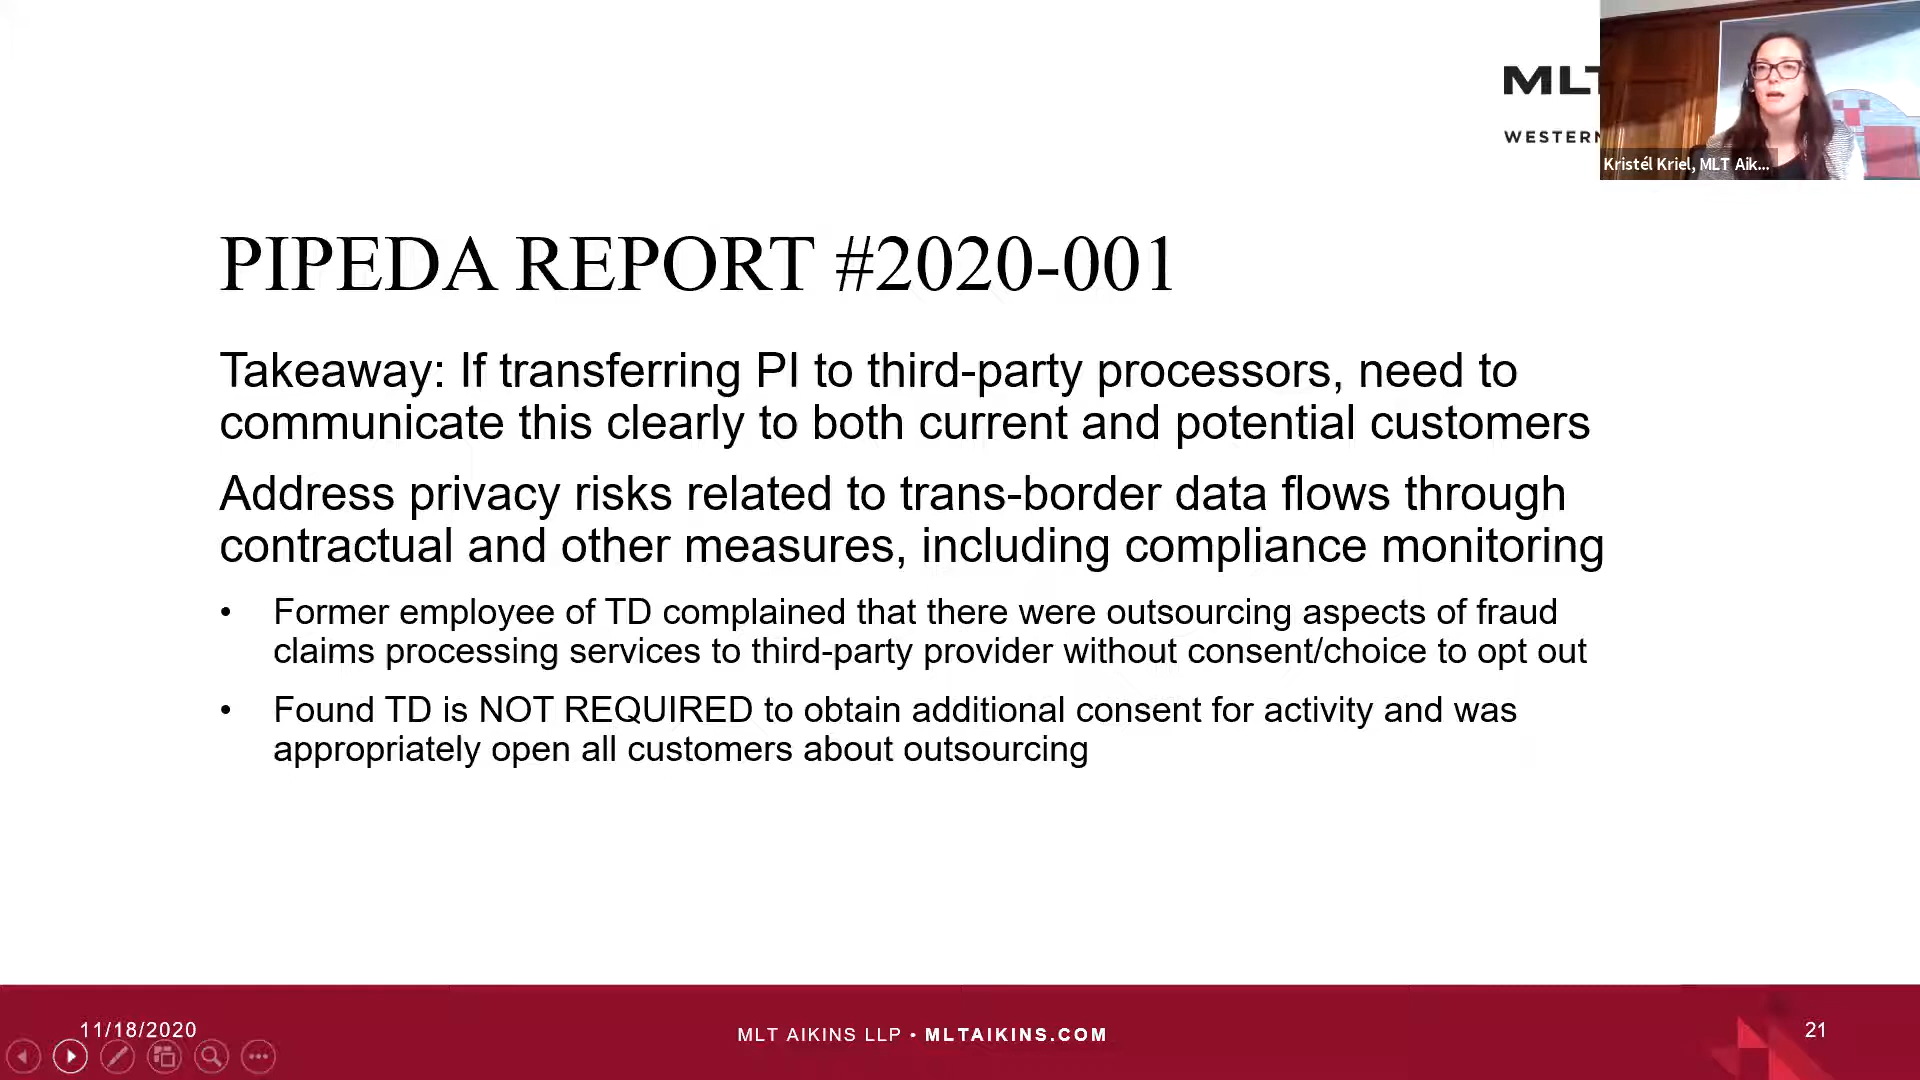 MLT
WESTERN
Kristél Kriel, MLT Aik...
PIPEDA REPORT #2020-001
Takeaway: If transferring PI to third-party processors, need to
communicate this clearly to both current and potential customers
Address privacy risks related to trans-border data flows through
contractual and other measures, including compliance monitoring
• Former employee of TD complained that there were outsourcing aspects of fraud
claims processing services to third-party provider without consent/choice to opt out
• Found TD is NOT REQUIRED to obtain additional consent for activity and was
appropriately open all customers about outsourcing
11/18/2020
MLT AIKINS LLP • MLTAIKINS.COM
21